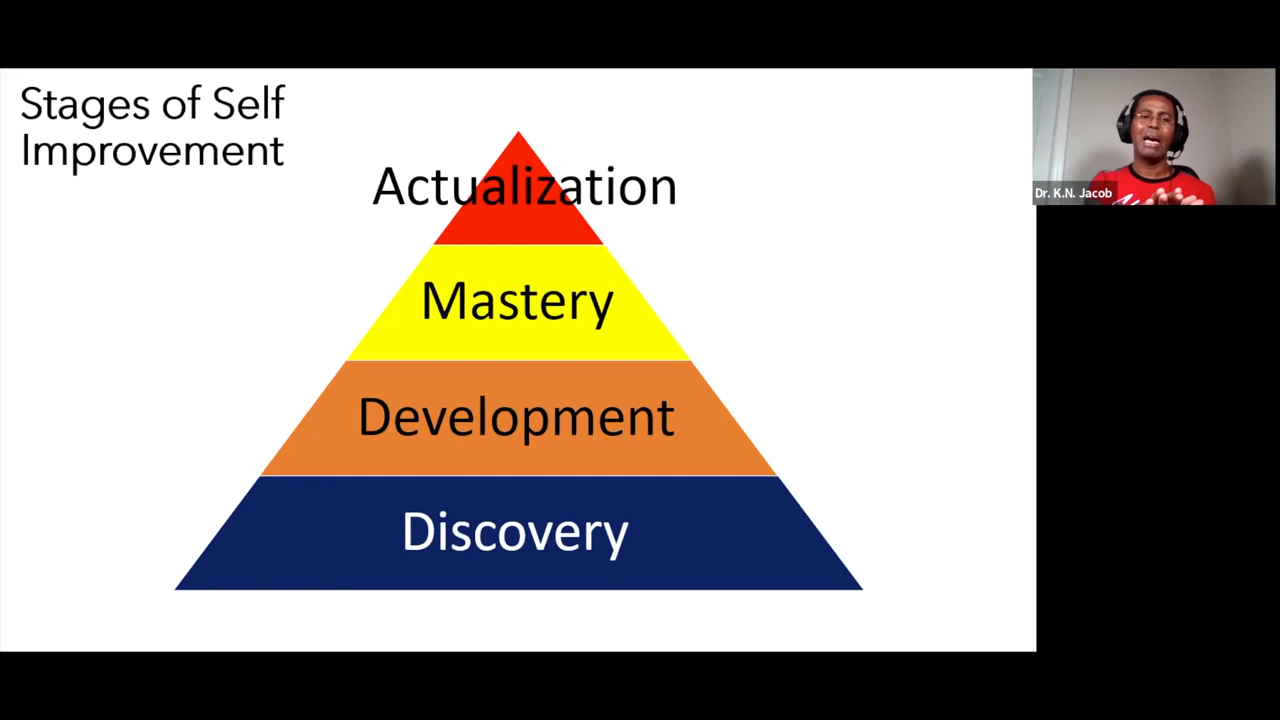 Stages of Self
Improvement
Actualization
Mastery
Development
Discovery
Dr. K.N. Jacob